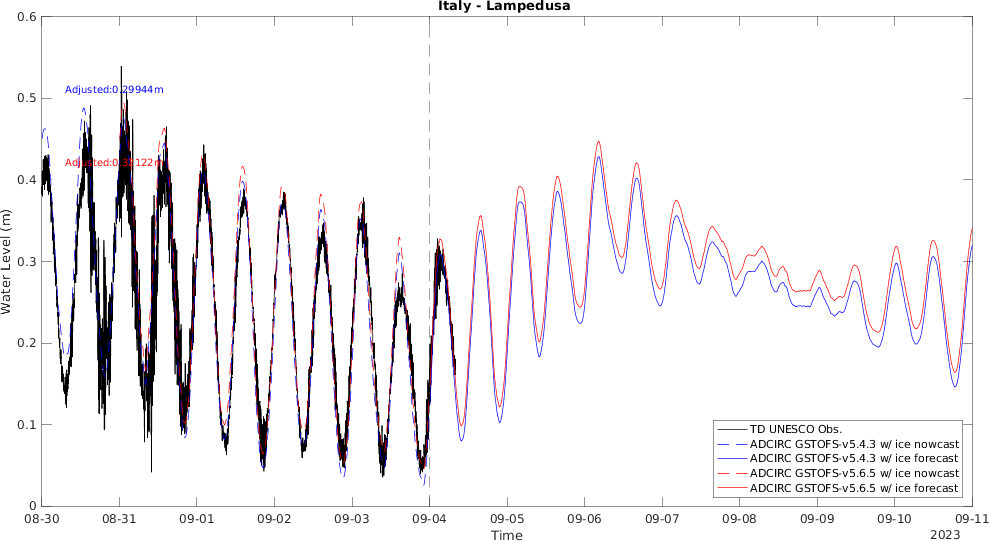 Italy - Lampedusa
0.6
0.5
0.4
0.3
0.2
0.1
0
Water Level (m)
Adjusted:0.29944m
08-30
08-31
09-01
09-02
09-03
09-04
09-05
09-06
09-07
09-08
09-09
09-10
09-11
Time
2023
TD UNESCO Obs.
ADCIRC GSTOFS-v5.4.3 w/ ice nowcast
ADCIRC GSTOFS-v5.4.3 w/ ice forecast
ADCIRC GSTOFS-v5.6.5 w/ ice nowcast
ADCIRC GSTOFS-v5.6.5 w/ ice forecast